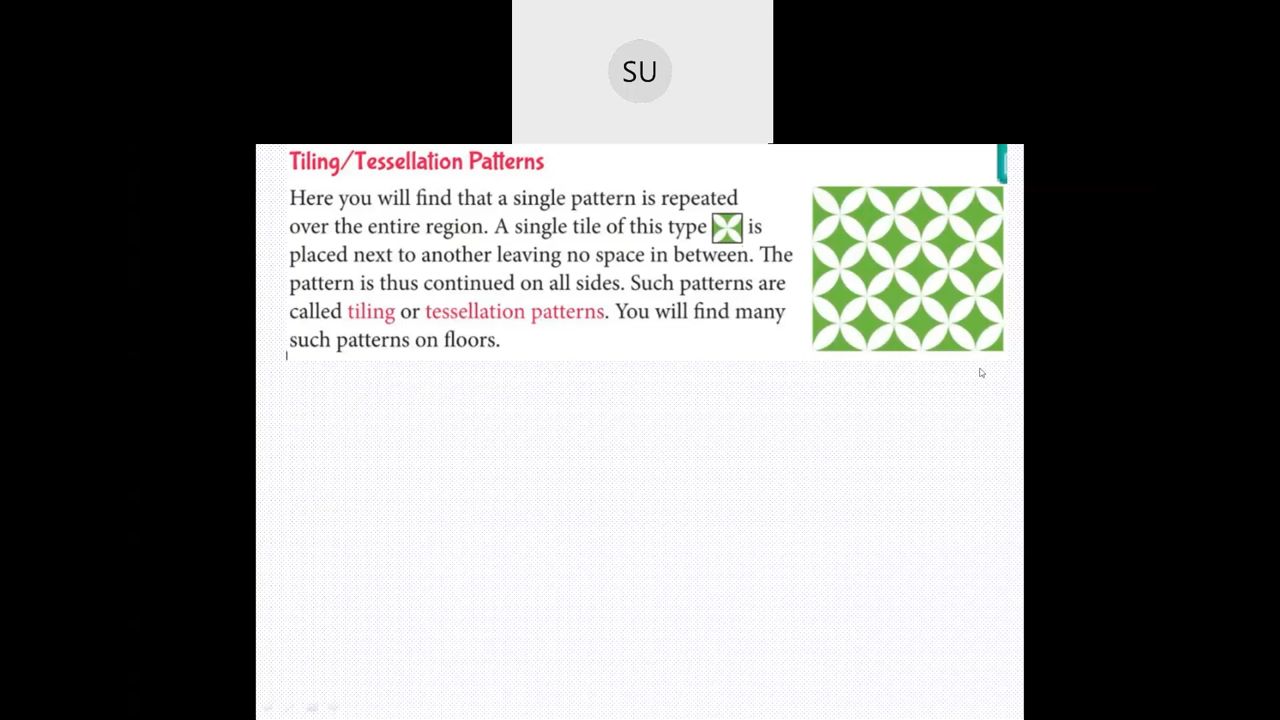 SU
Tiling/Tessellation Patterns
Here you will find that a single pattern is repeated
over the entire region. A single tile of this type is
placed next to another leaving no space in between. The
pattern is thus continued on all sides. Such patterns are
called tiling or tessellation patterns. You will find many
such patterns on floors.